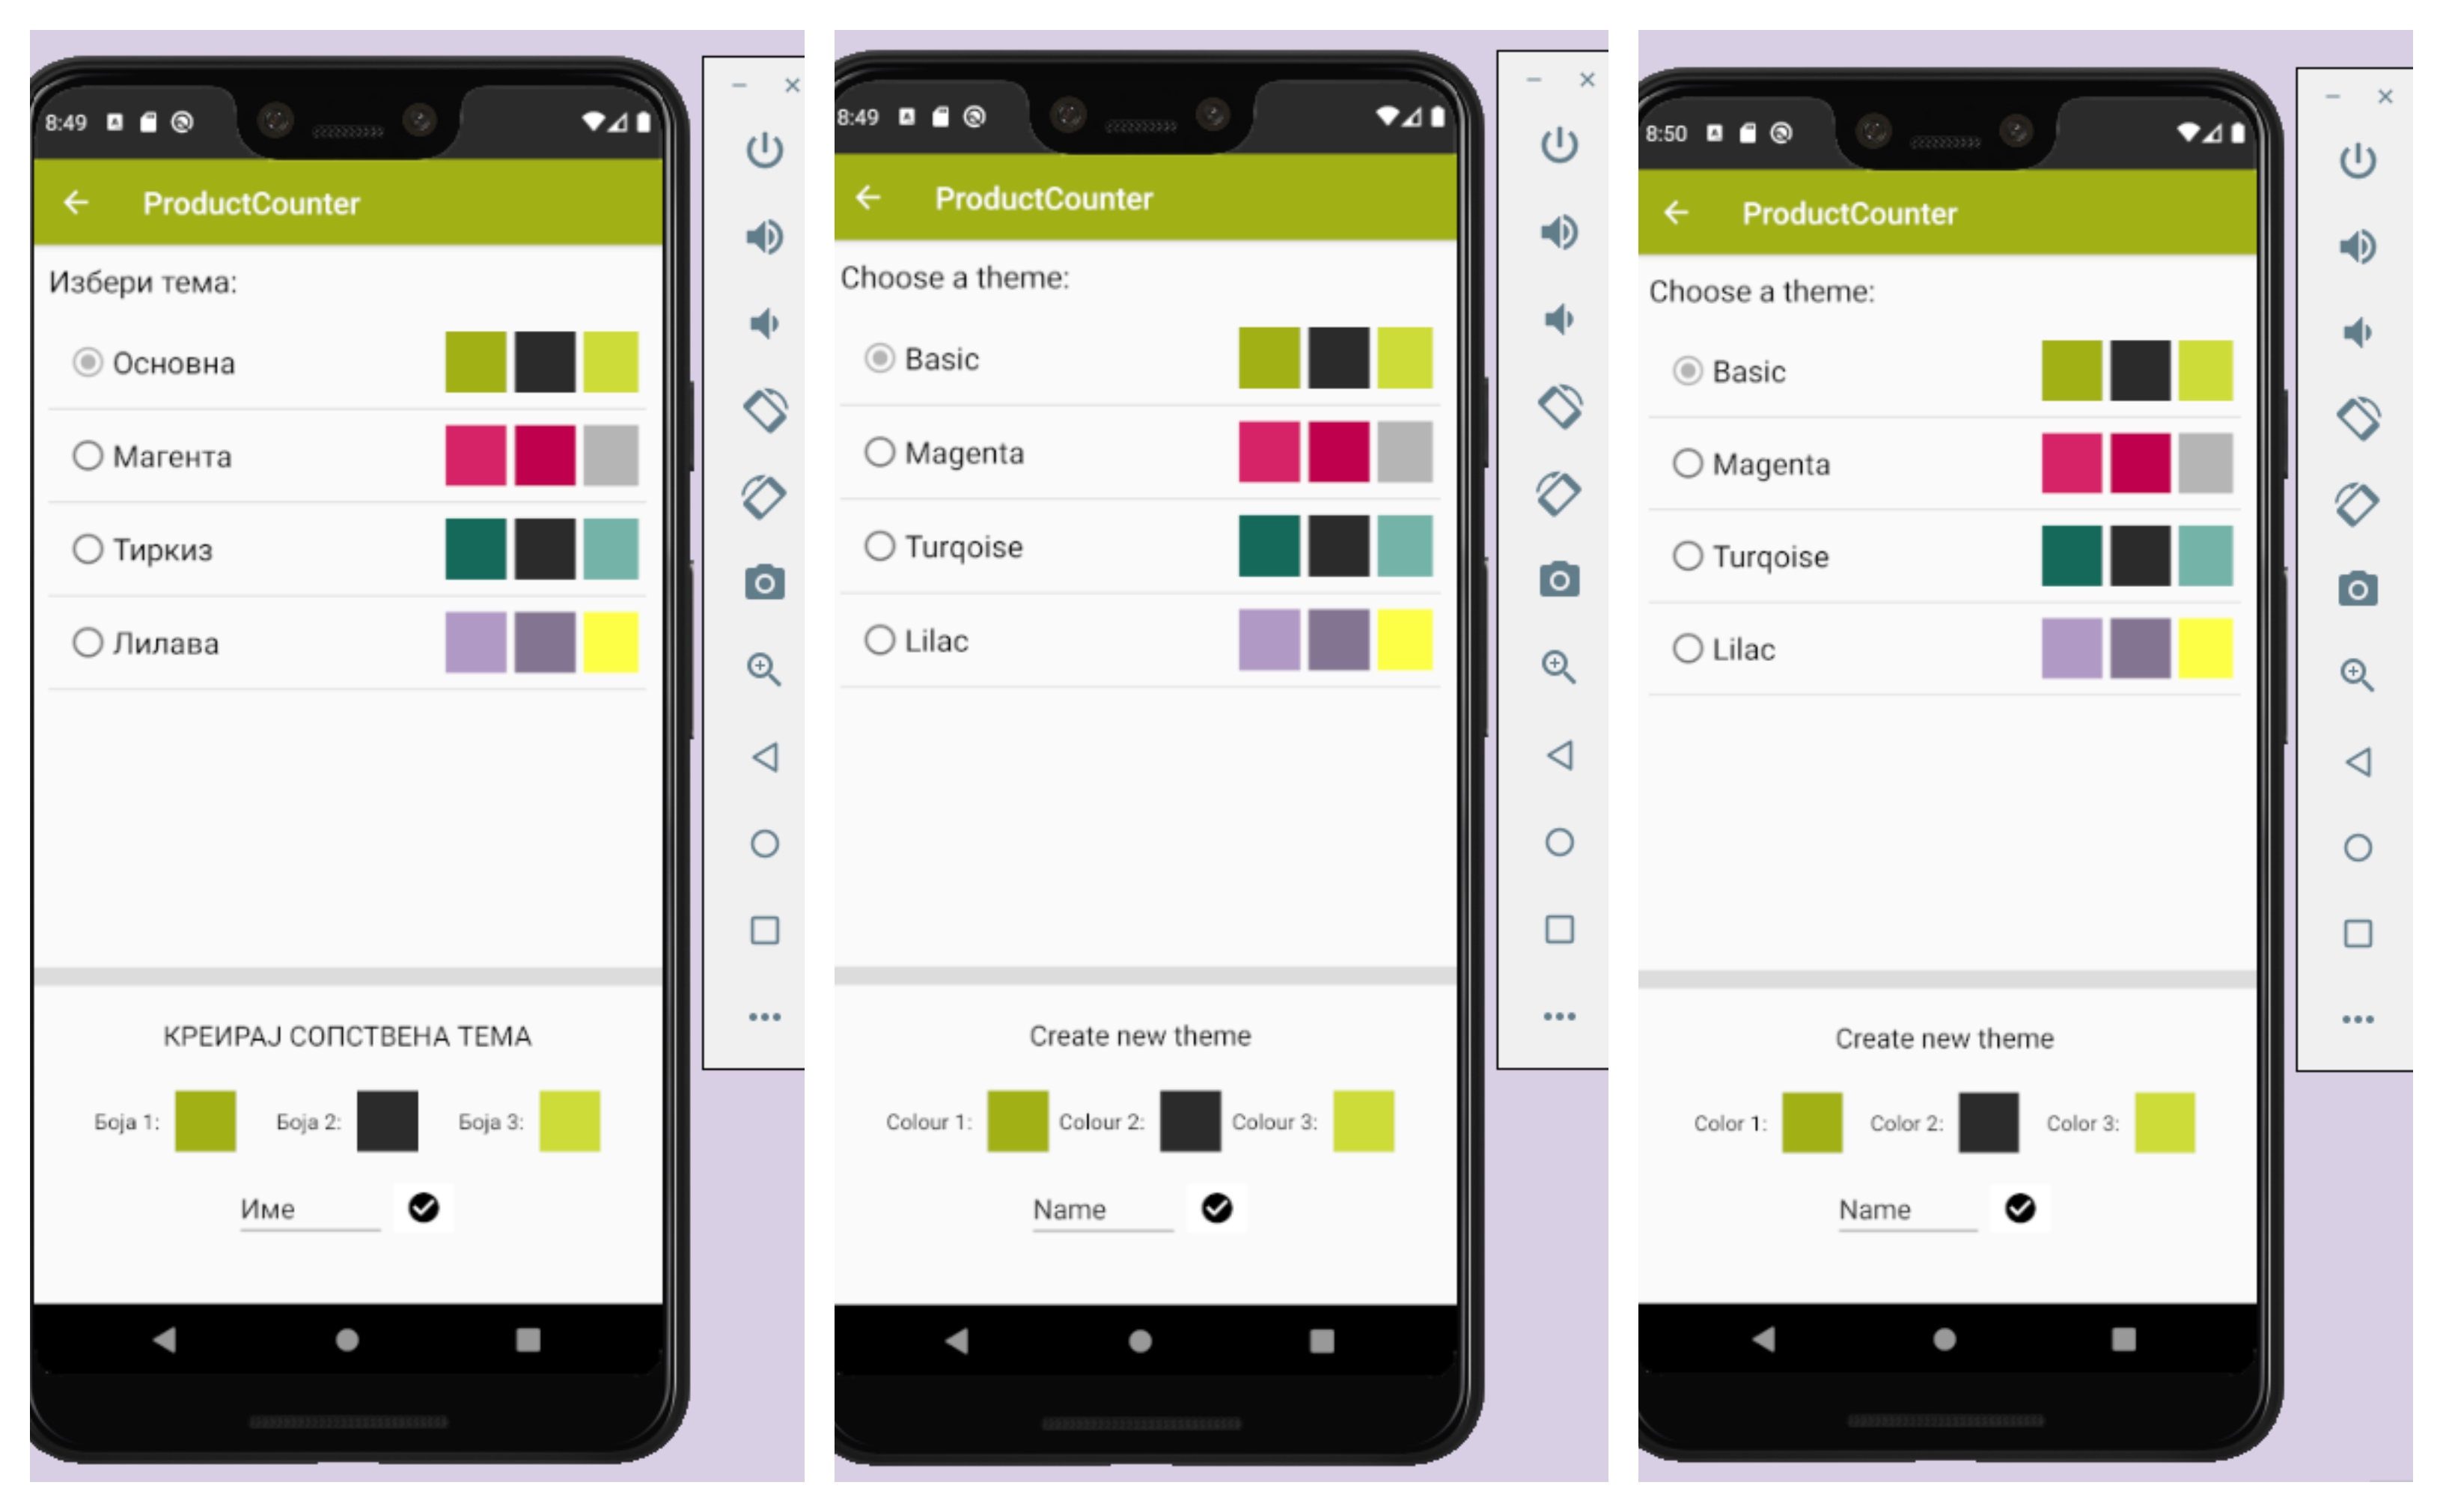 8:49
ProductCounter
Избери тема:
Основна
Магента
Тиркиз
Лилава
КРЕИРАЈ СОПСТВЕНА ТЕМА
Боја 1: Боја 2: Боја 3:
Име
8:49
ProductCounter
Choose a theme:
Basic
Magenta
Turqoise
Lilac
Create new theme
Colour 1: Colour 2: Colour 3:
Name
8:50
ProductCounter
Choose a theme:
Basic
Magenta
Turqoise
Lilac
Create new theme
Color 1: Color 2: Color 3:
Name